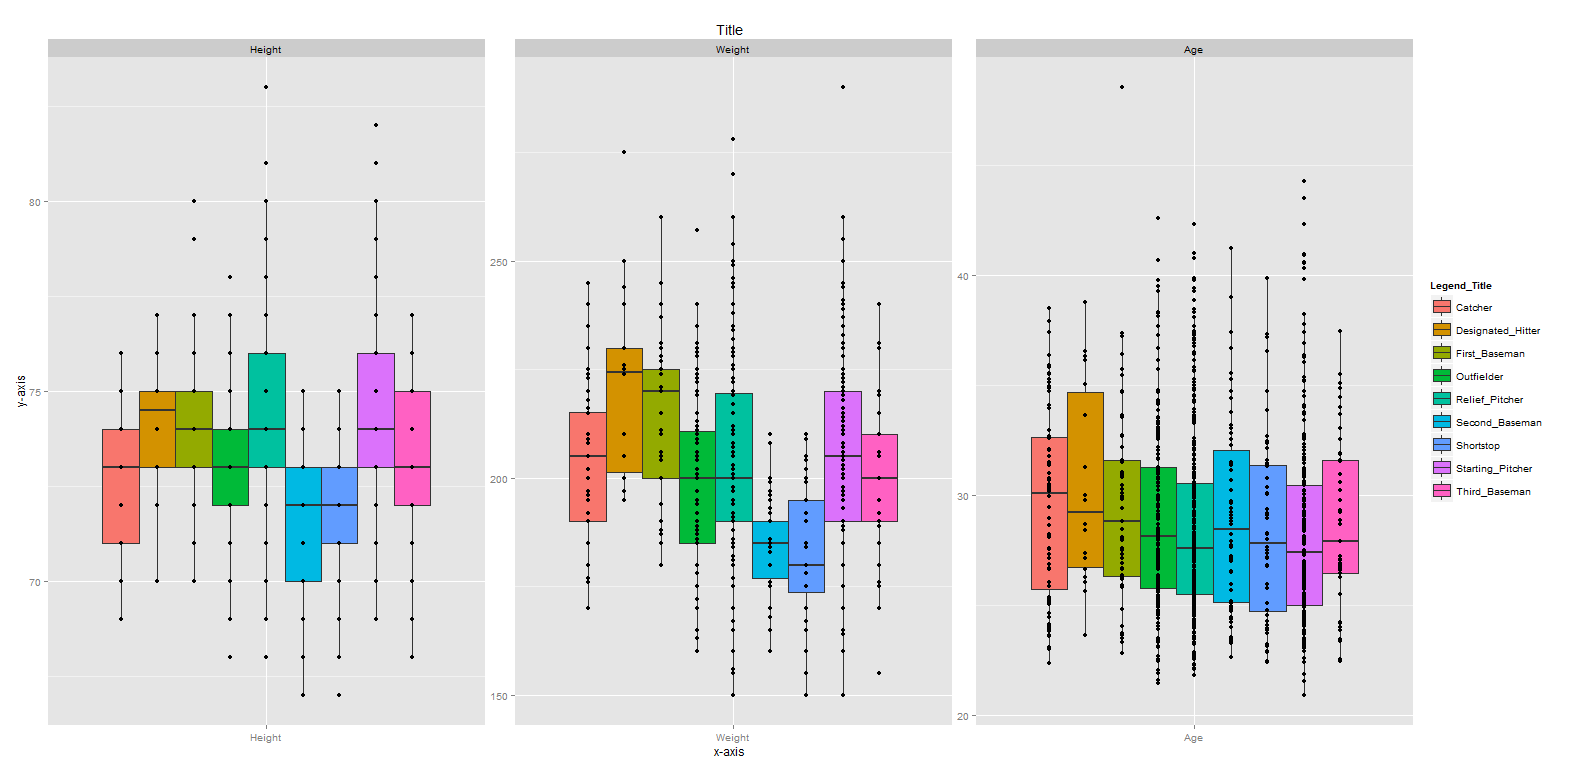 Title
Height
Weight
Age
y-axis
80
75
70
250
200
150
40
30
20
Height
Weight
Age
x-axis
Legend_Title
Catcher
Designated_Hitter
First_Baseman
Outfielder
Relief_Pitcher
Second_Baseman
Shortstop
Starting_Pitcher
Third_Baseman